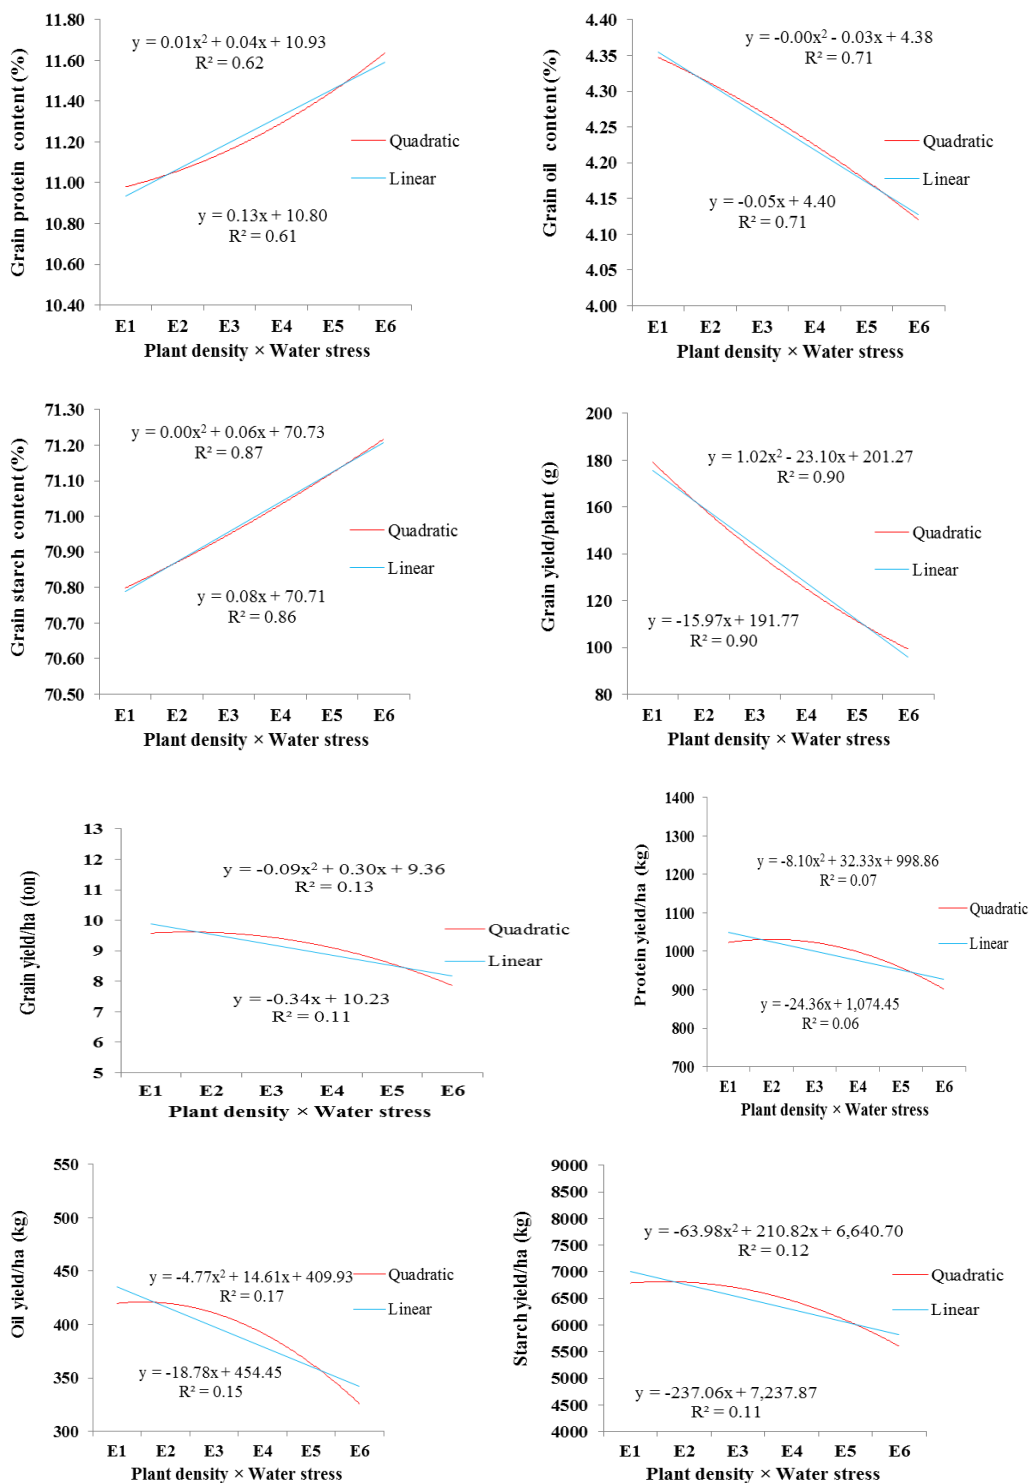 Grain protein content (%)
11.80
11.60
11.40
11.20
11.00
10.80
10.60
10.40
y = 0.01x² + 0.04x + 10.93
R² = 0.62
Quadratic
Linear
y = 0.13x + 10.80
R² = 0.61
E1 E2 E3 E4 E5 E6
Plant density × Water stress
Grain oil content (%)
4.40
4.35
4.30
4.25
4.20
4.15
4.10
4.05
4.00
y = -0.00x² - 0.03x + 4.38
R² = 0.71
Quadratic
Linear
y = -0.05x + 4.40
R² = 0.71
E1 E2 E3 E4 E5 E6
Plant density × Water stress
Grain starch content (%)
71.30
71.20
71.10
71.00
70.90
70.80
70.70
70.60
70.50
y = 0.00x² + 0.06x + 70.73
R² = 0.87
Quadratic
Linear
y = 0.08x + 70.71
R² = 0.86
E1 E2 E3 E4 E5 E6
Plant density × Water stress
Grain yield/plant (g)
200
180
160
140
120
100
80
y = 1.02x² - 23.10x + 201.27
R² = 0.90
Quadratic
Linear
y = -15.97x + 191.77
R² = 0.90
E1 E2 E3 E4 E5 E6
Plant density × Water stress
Grain yield/ha (ton)
13
12
11
10
9
8
7
6
5
y = -0.09x² + 0.30x + 9.36
R² = 0.13
Quadratic
Linear
y = -0.34x + 10.23
R² = 0.11
E1 E2 E3 E4 E5 E6
Plant density × Water stress
Protein yield/ha (kg)
1400
1300
1200
1100
1000
900
800
700
y = -8.10x² + 32.33x + 998.86
R² = 0.07
Quadratic
Linear
y = -24.36x + 1,074.45
R² = 0.06
E1 E2 E3 E4 E5 E6
Plant density × Water stress
Oil yield/ha (kg)
550
500
450
400
350
300
y = -4.77x² + 14.61x + 409.93
R² = 0.17
Quadratic
Linear
y = -18.78x + 454.45
R² = 0.15
E1 E2 E3 E4 E5 E6
Plant density × Water stress
Starch yield/ha (kg)
9000
8500
8000
7500
7000
6500
6000
5500
5000
4500
4000
y = -63.98x² + 210.82x + 6,640.70
R² = 0.12
Quadratic
Linear
y = -237.06x + 7,237.87
R² = 0.11
E1 E2 E3 E4 E5 E6
Plant density × Water stress